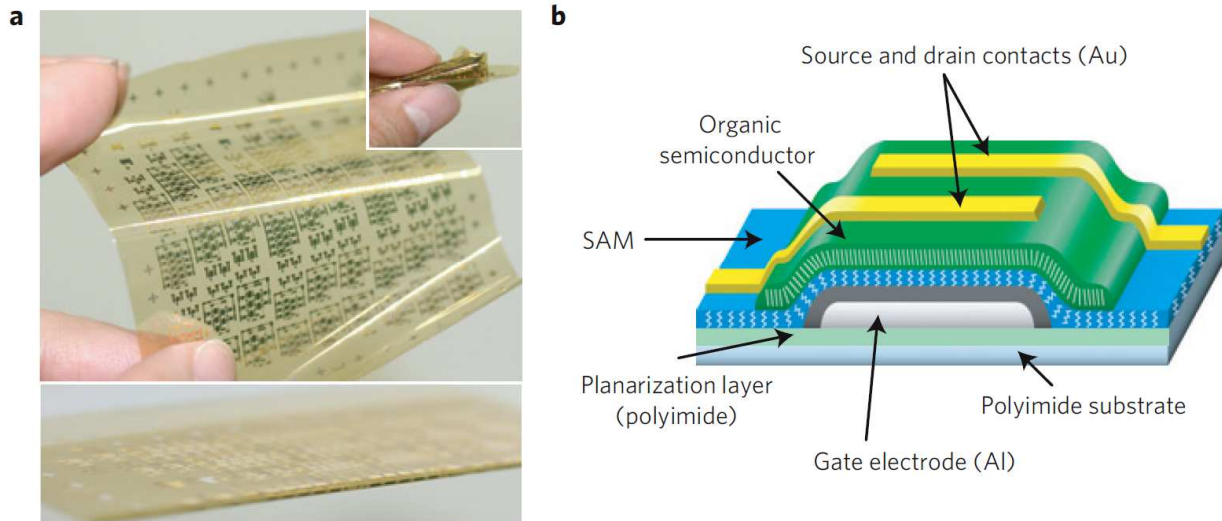 a
b
Source and drain contacts (Au)
Organic
semiconductor
SAM
Planarization layer
(polyimide)
Polyimide substrate
Gate electrode (Al)